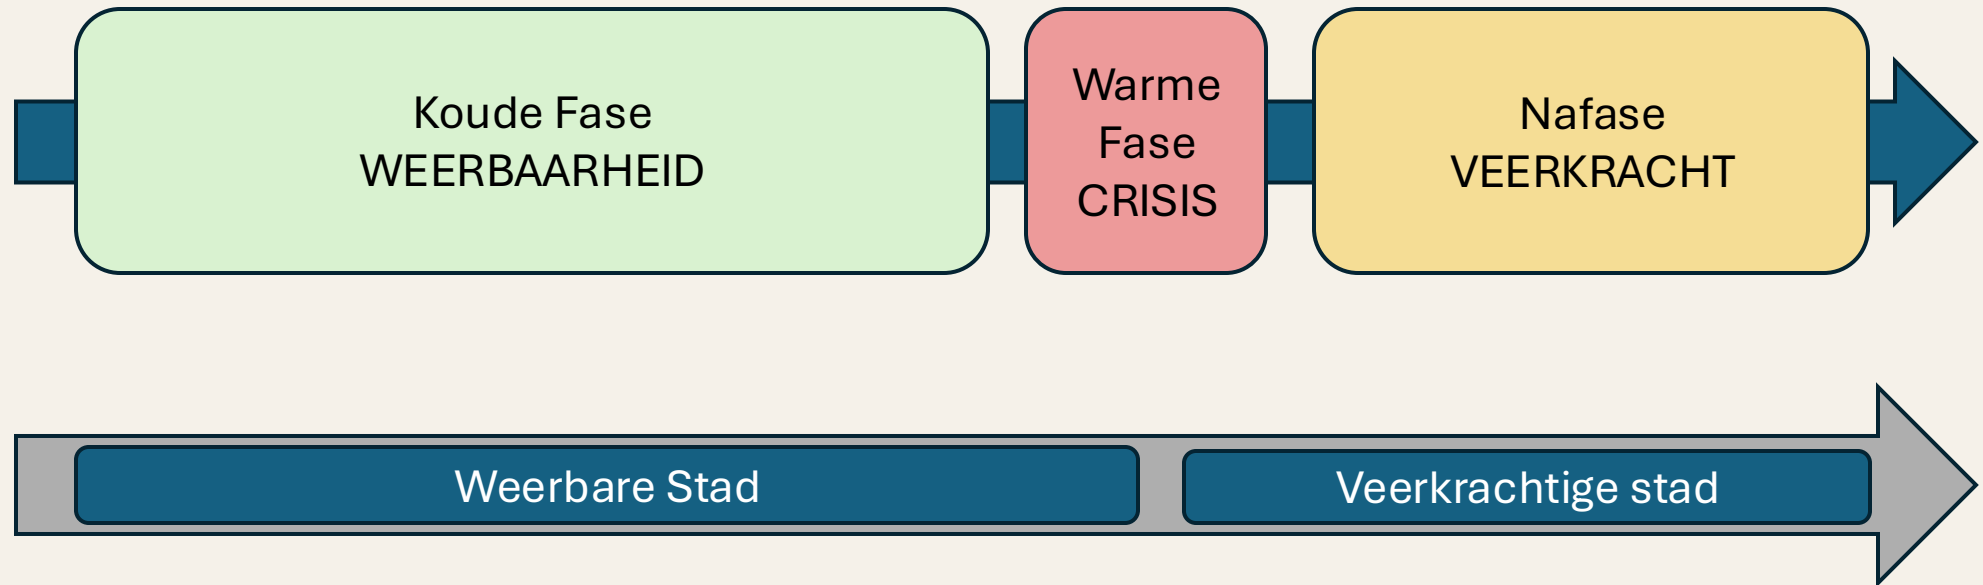 Koude Fase
WEERBAARHEID
Warme
Fase
CRISIS
Nafase
VEERKRACHT
Weerbare Stad
Veerkrachtige stad